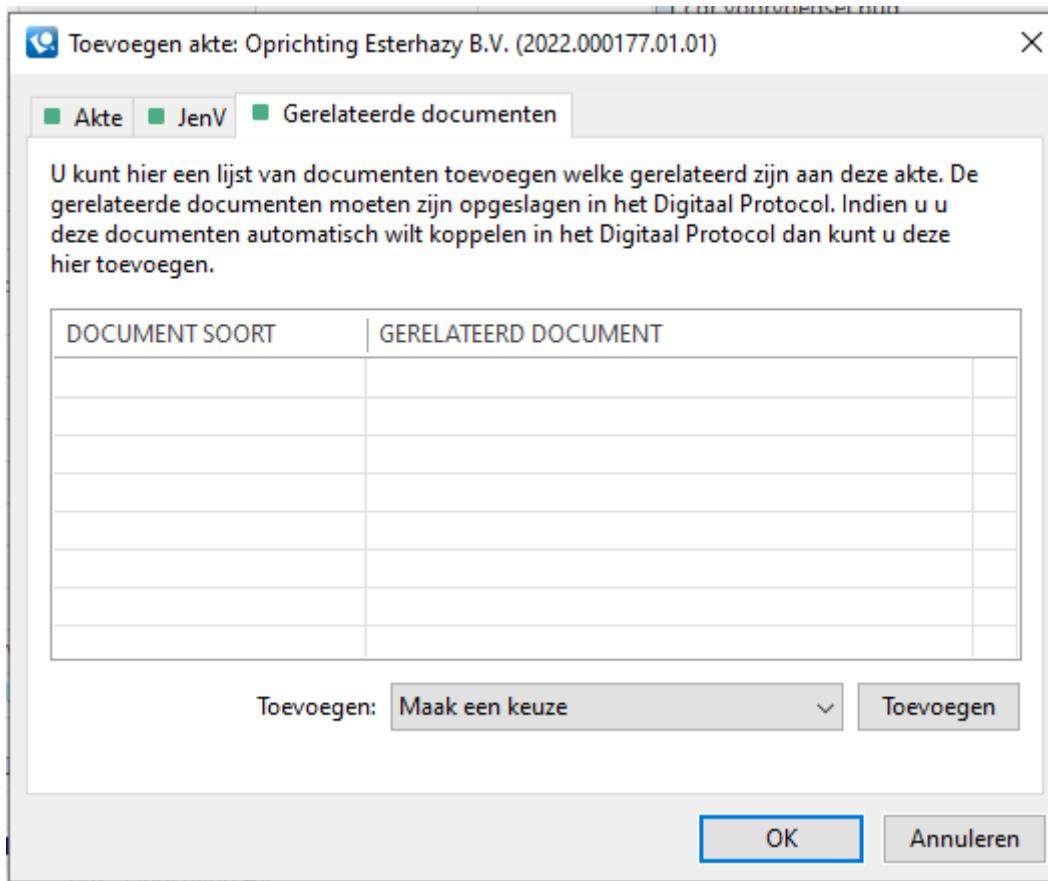 Toevoegen akte: Oprichting Esterhazy B.V. (2022.000177.01.01)
Akte JenV Gerelateerde documenten
U kunt hier een lijst van documenten toevoegen welke gerelateerd zijn aan deze akte. De
gerelateerde documenten moeten zijn opgeslagen in het Digitaal Protocol. Indien u u
deze documenten automatisch wilt koppelen in het Digitaal Protocol dan kunt u deze
hier toevoegen.
DOCUMENT SOORT GERELATEERD DOCUMENT
Toevoegen: Maak een keuze Toevoegen
OK Annuleren